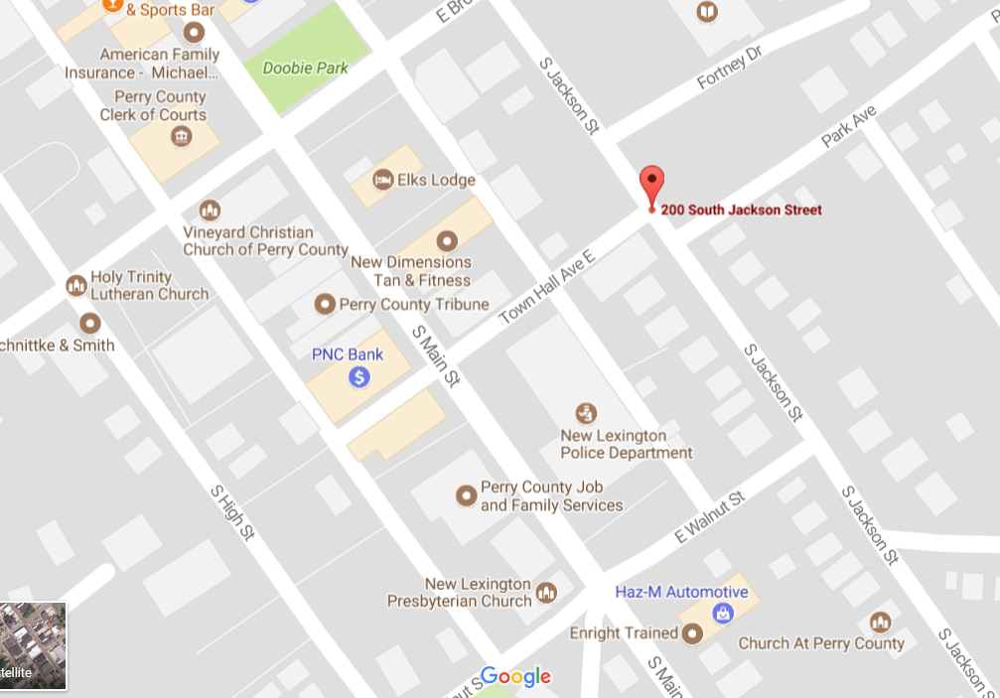 & Sports Bar
E Bro
American Family
Insurance - Michael...
Doobie Park
Perry County
Clerk of Courts
S Jackson St
Fortney Dr
Park Ave
P
Elks Lodge
200 South Jackson Street
Vineyard Christian
Church of Perry County
New Dimensions
Tan & Fitness
Holy Trinity
Lutheran Church
Town Hall Ave E
Perry County Tribune
chnittke & Smith
PNC Bank
S Main St
S Jackson St
New Lexington
Police Department
S High St
Perry County Job
and Family Services
E Walnut St
S Jackson St
New Lexington
Presbyterian Church
Haz-M Automotive
Enright Trained
Church At Perry County
tellite
Google
nut S
S Main
S Jackson S